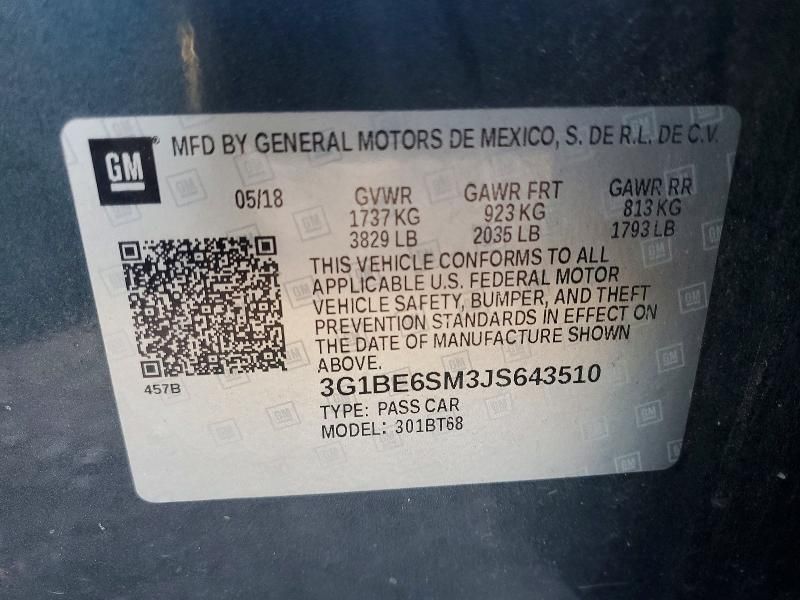 GM
MFD BY GENERAL MOTORS DE MEXICO, S. DE R.L. DE C.V.
05/18 GVWR GAWR FRT GAWR RR
1737 KG 923 KG 813 KG
3829 LB 2035 LB 1793 LB
THIS VEHICLE CONFORMS TO ALL
APPLICABLE U.S. FEDERAL MOTOR
VEHICLE SAFETY, BUMPER, AND THEFT
PREVENTION STANDARDS IN EFFECT ON
THE DATE OF MANUFACTURE SHOWN
ABOVE.
457B
3G1BE6SM3JS643510
TYPE: PASS CAR
MODEL: 301BT68